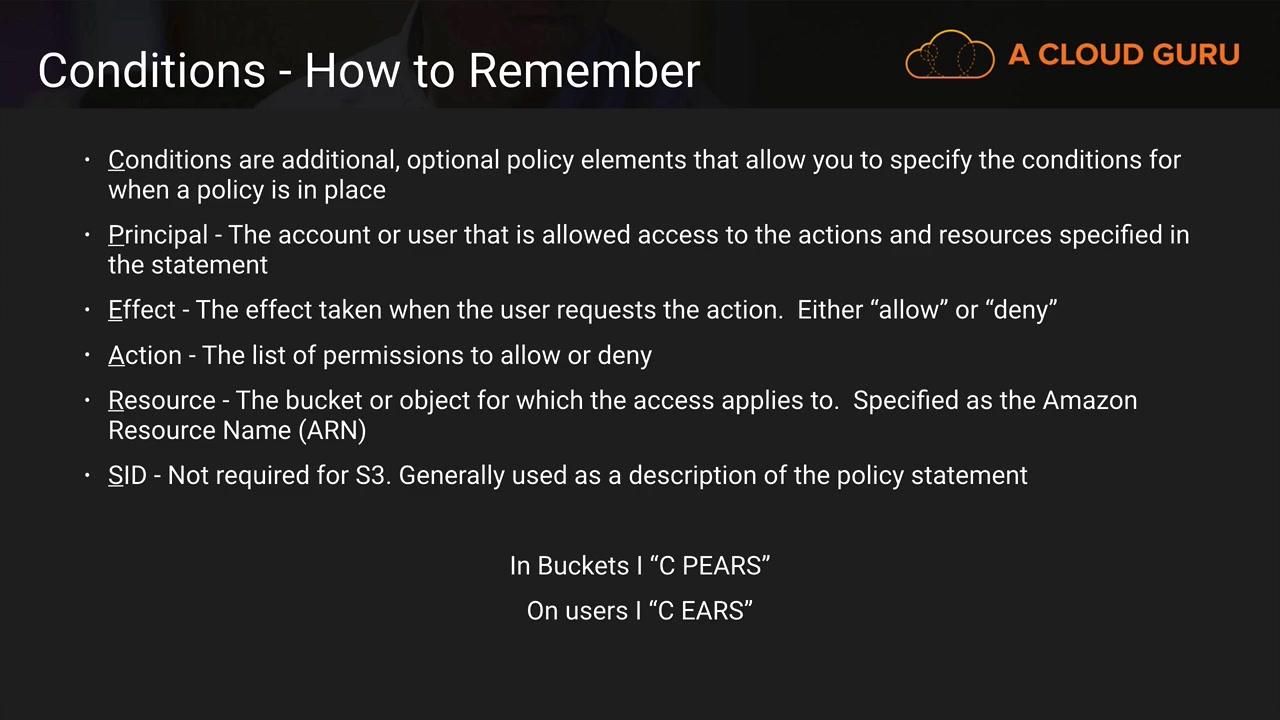 Conditions - How to Remember
A CLOUD GURU
• Conditions are additional, optional policy elements that allow you to specify the conditions for
when a policy is in place
• Principal - The account or user that is allowed access to the actions and resources specified in
the statement
• Effect - The effect taken when the user requests the action.  Either “allow” or “deny”
• Action - The list of permissions to allow or deny
• Resource - The bucket or object for which the access applies to.  Specified as the Amazon
Resource Name (ARN)
• SID - Not required for S3. Generally used as a description of the policy statement
In Buckets I “C PEARS”
On users I “C EARS”